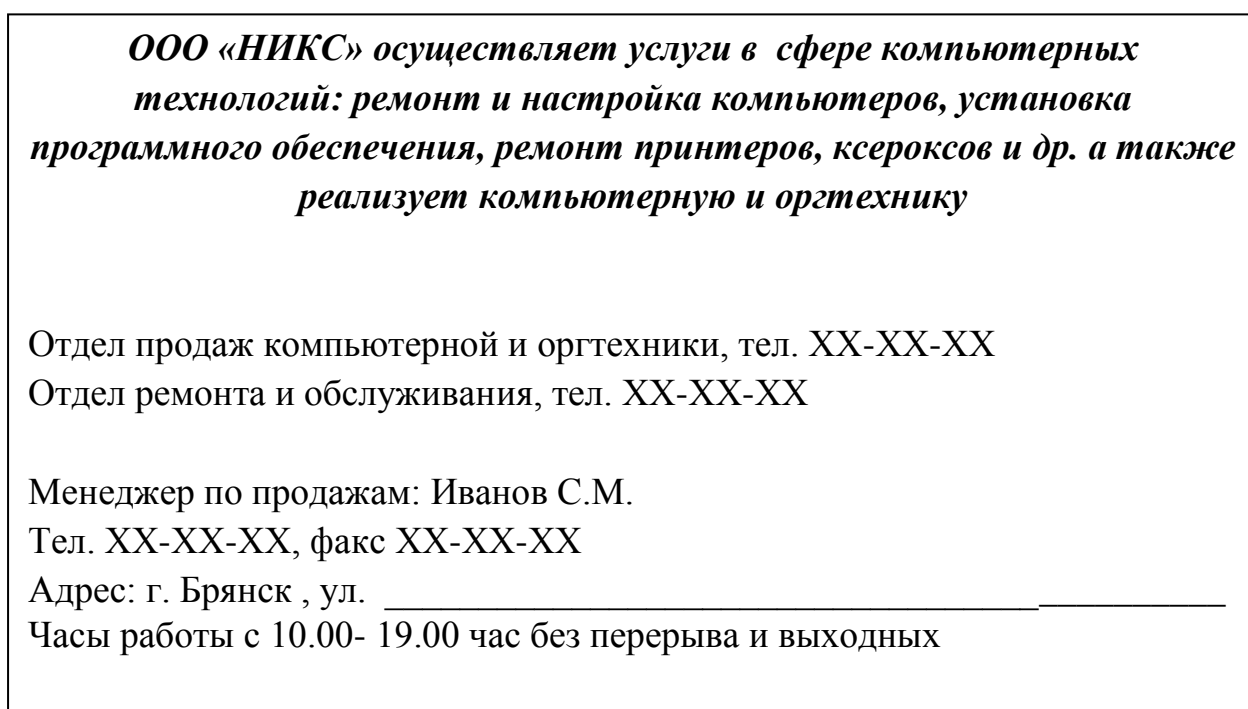 ООО «НИКС» осуществляет услуги в  сфере компьютерных
технологий: ремонт и настройка компьютеров, установка
программного обеспечения, ремонт принтеров, ксероксов и др. а также
реализует компьютерную и оргтехнику
Отдел продаж компьютерной и оргтехники, тел. ХХ-ХХ-ХХ
Отдел ремонта и обслуживания, тел. ХХ-ХХ-ХХ
Менеджер по продажам: Иванов С.М.
Тел. ХХ-ХХ-ХХ, факс ХХ-ХХ-ХХ
Адрес: г. Брянск , ул. _____________________________________________
Часы работы с 10.00- 19.00 час без перерыва и выходных